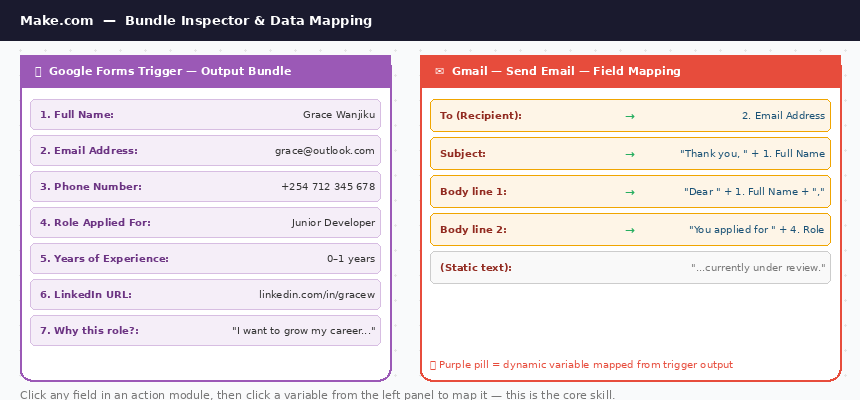 Make.com — Bundle Inspector & Data Mapping
Google Forms Trigger — Output Bundle
1. Full Name: Grace Wanjiku
2. Email Address: grace@outlook.com
3. Phone Number: +254 712 345 678
4. Role Applied For: Junior Developer
5. Years of Experience: 0–1 years
6. LinkedIn URL: linkedin.com/in/gracew
7. Why this role?: "I want to grow my career..."
✉ Gmail — Send Email — Field Mapping
To (Recipient): → 2. Email Address
Subject: → "Thank you, " + 1. Full Name
Body line 1: → "Dear " + 1. Full Name + ","
Body line 2: → "You applied for " + 4. Role
(Static text): "...currently under review."
Purple pill = dynamic variable mapped from trigger output
Click any field in an action module, then click a variable from the left panel to map it — this is the core skill.